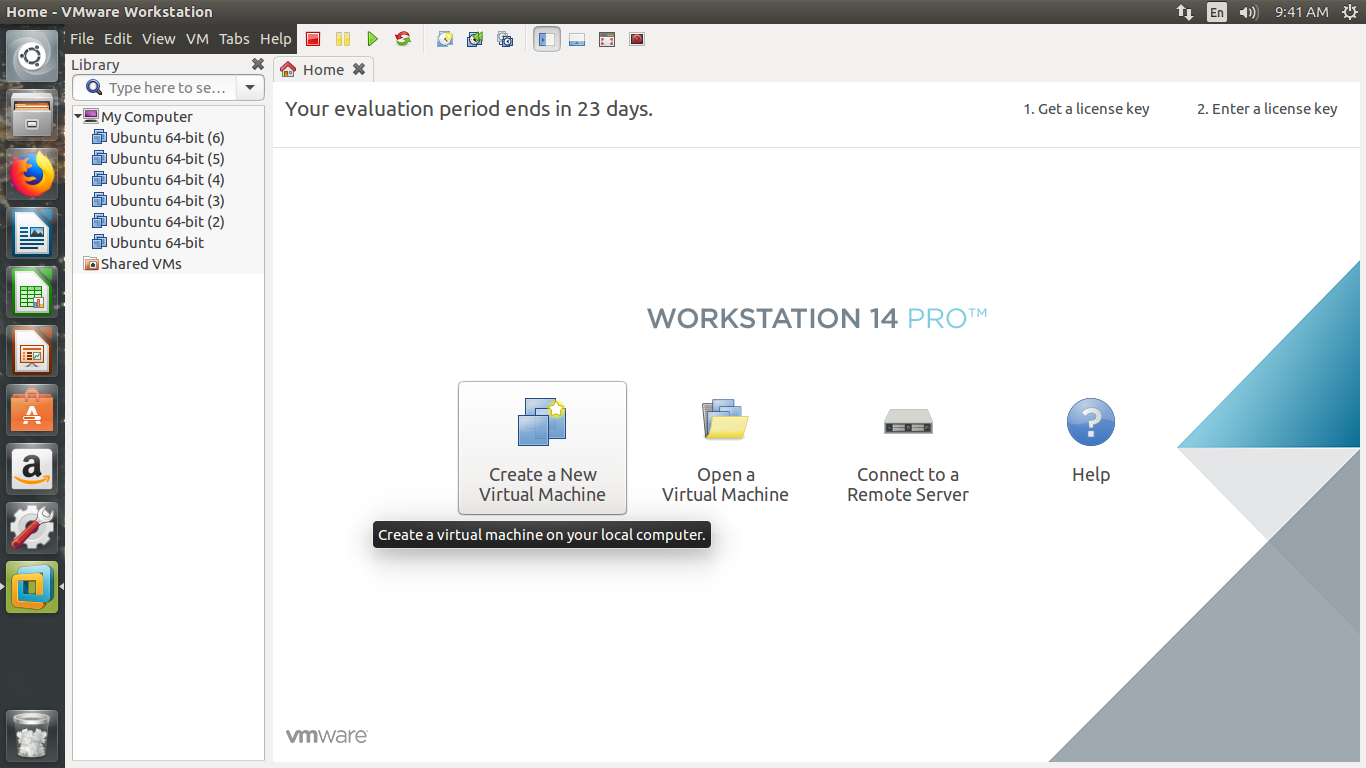 Home - VMware Workstation
En
9:41 AM
File Edit View VM Tabs Help
Library
Type here to se...
My Computer
Ubuntu 64-bit (6)
Ubuntu 64-bit (5)
Ubuntu 64-bit (4)
Ubuntu 64-bit (3)
Ubuntu 64-bit (2)
Ubuntu 64-bit
Shared VMs
Home
Your evaluation period ends in 23 days.
1. Get a license key
2. Enter a license key
WORKSTATION 14 PRO™
Create a New
Virtual Machine
Open a
Virtual Machine
Connect to a
Remote Server
Help
Create a virtual machine on your local computer.
vmware